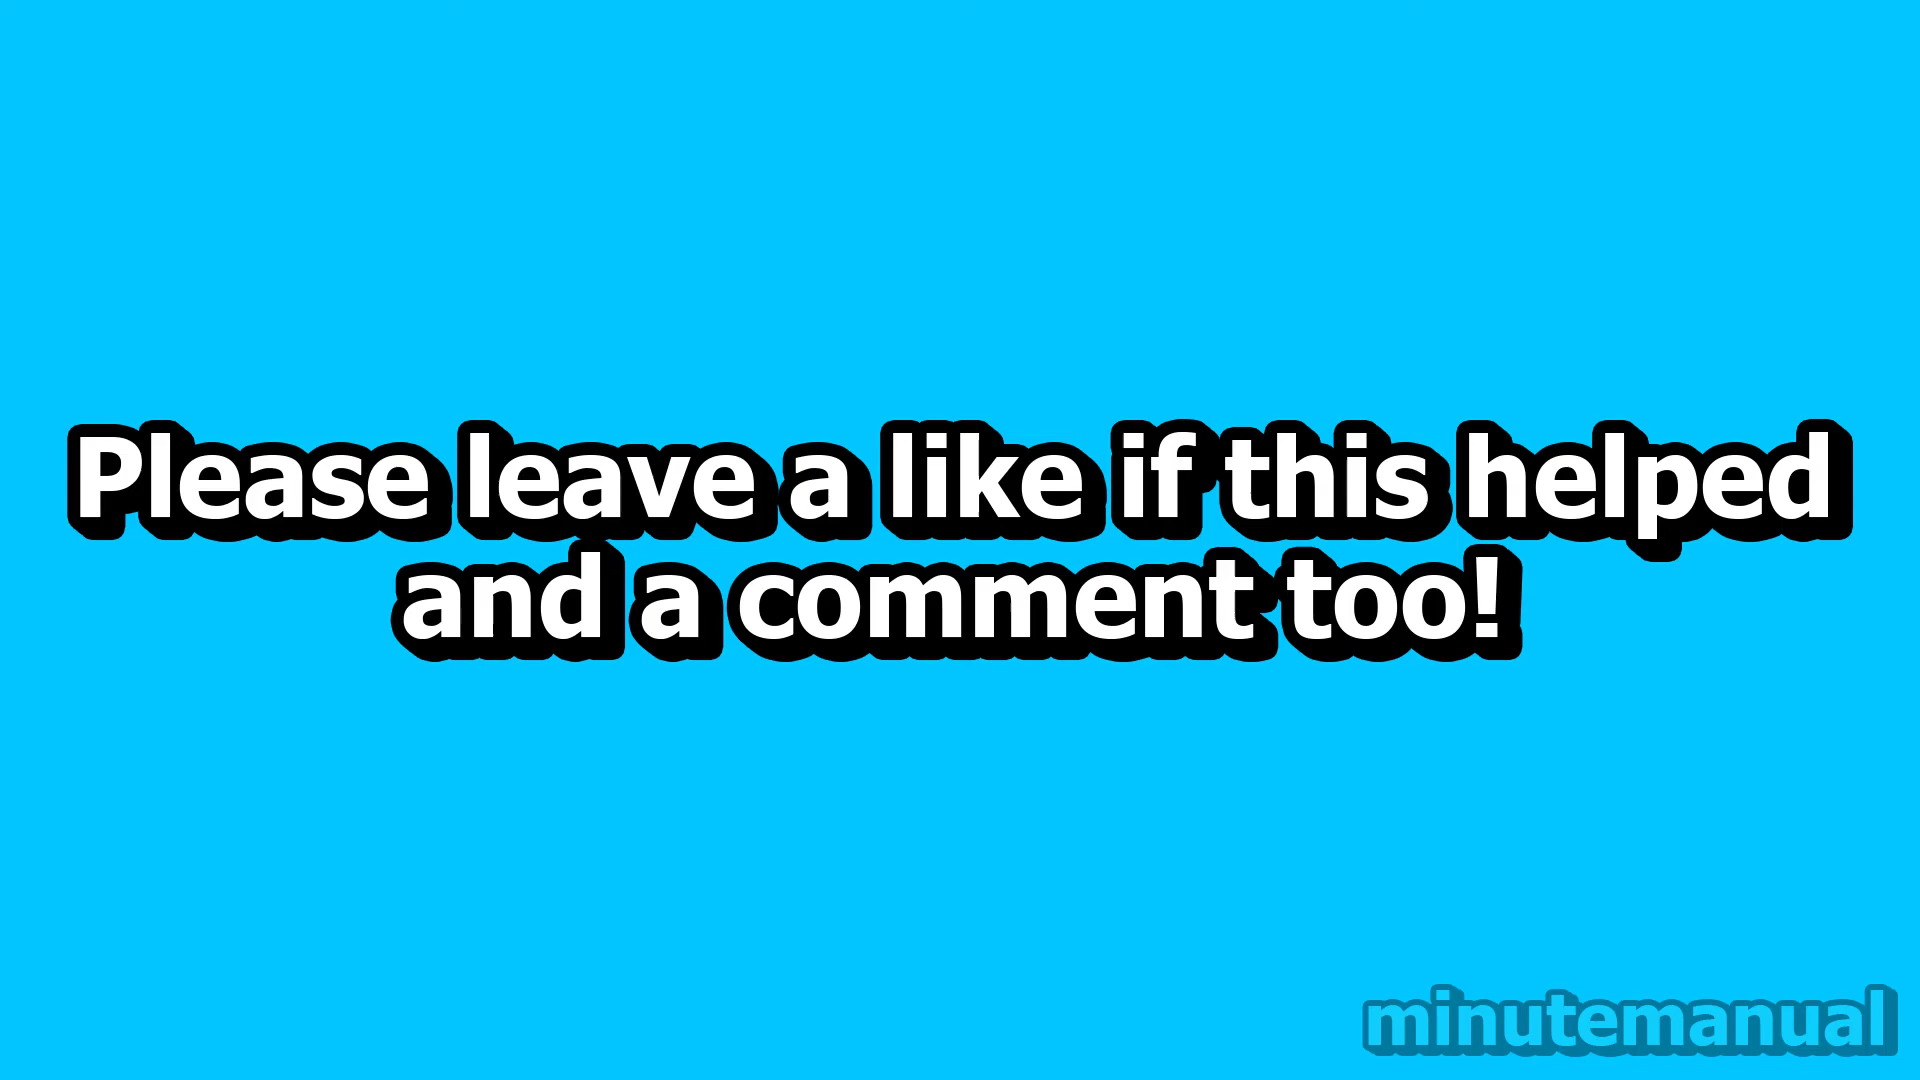 Please leave a like if this helped
and a comment too!
minutemanual